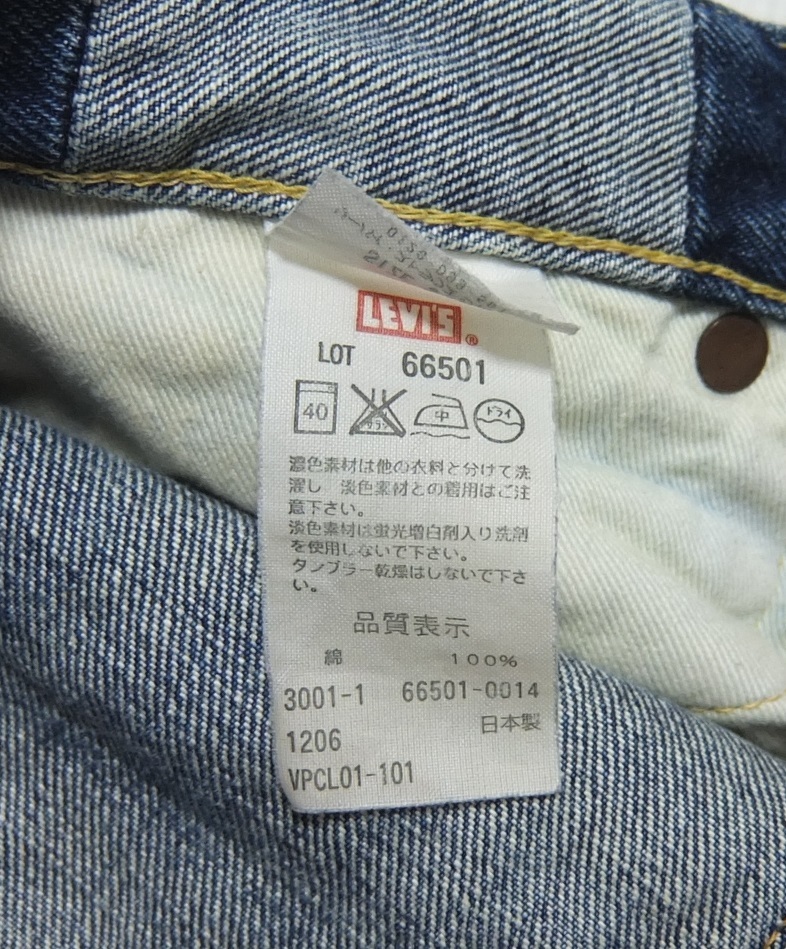 LEVI'S®
LOT 66501
40 サラシ 中 ドライ
濃色素材は他の衣料と分けて洗
濯し 淡色素材との着用はご注
意下さい。
淡色素材は蛍光増白剤入り洗剤
を使用しないで下さい。
タンブラー乾燥はしないで下さ
い。
品質表示
綿 100%
3001-1 66501-0014
日本製
1206
VPCL01-101